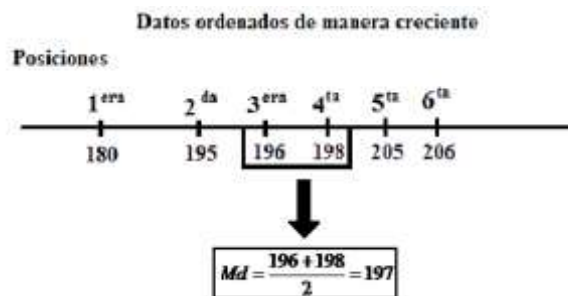 Datos ordenados de manera creciente
Posiciones
1era 2da 3era 4ta 5ta 6ta
180 195 196 198 205 206
Md = 196 + 198 / 2 = 197